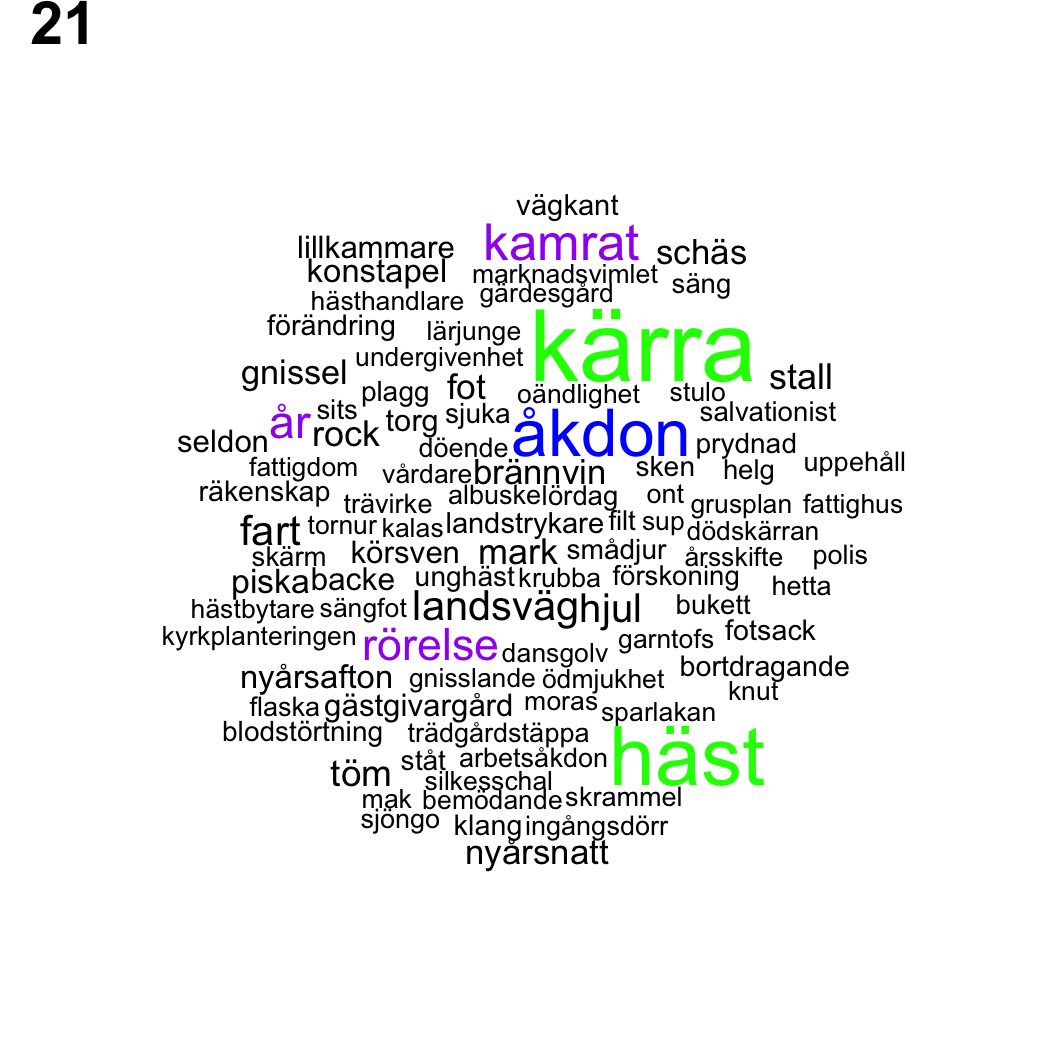 21
vägkant
lillkammare kamrat schäs
konstapel marknadsvimlet säng
hästhandlare gärdesgård
förändring lärjunge kärra
gnissel undergivenhet stall
plagg fot oändlighet stulo
år sits torg sjuka åkdon salvationist
seldon rock döende prydnad
fattigdom vårdare brännvin sken helg uppehåll
räkenskap trävirke albuskelördag ont grusplan fattighus
fart tornur kalas landstrykare filt sup dödskärran
skärm körsven mark smådjur årsskifte polis
piska backe unghäst krubba förskoning hetta
hästbytare sängfot landsväg hjul bukett
kyrkplanteringen rörelse dansgolv garntofs fotsack
nyårsafton gnisslande ödmjukhet bortdragande
flaska gästgivargård moras sparlakan knut
blodstörtning trädgårdstäppa häst
töm ståt arbetsåkdon
silkesschal
mak bemödande skrammel
sjöngo klang ingångsdörr
nyårsnatt